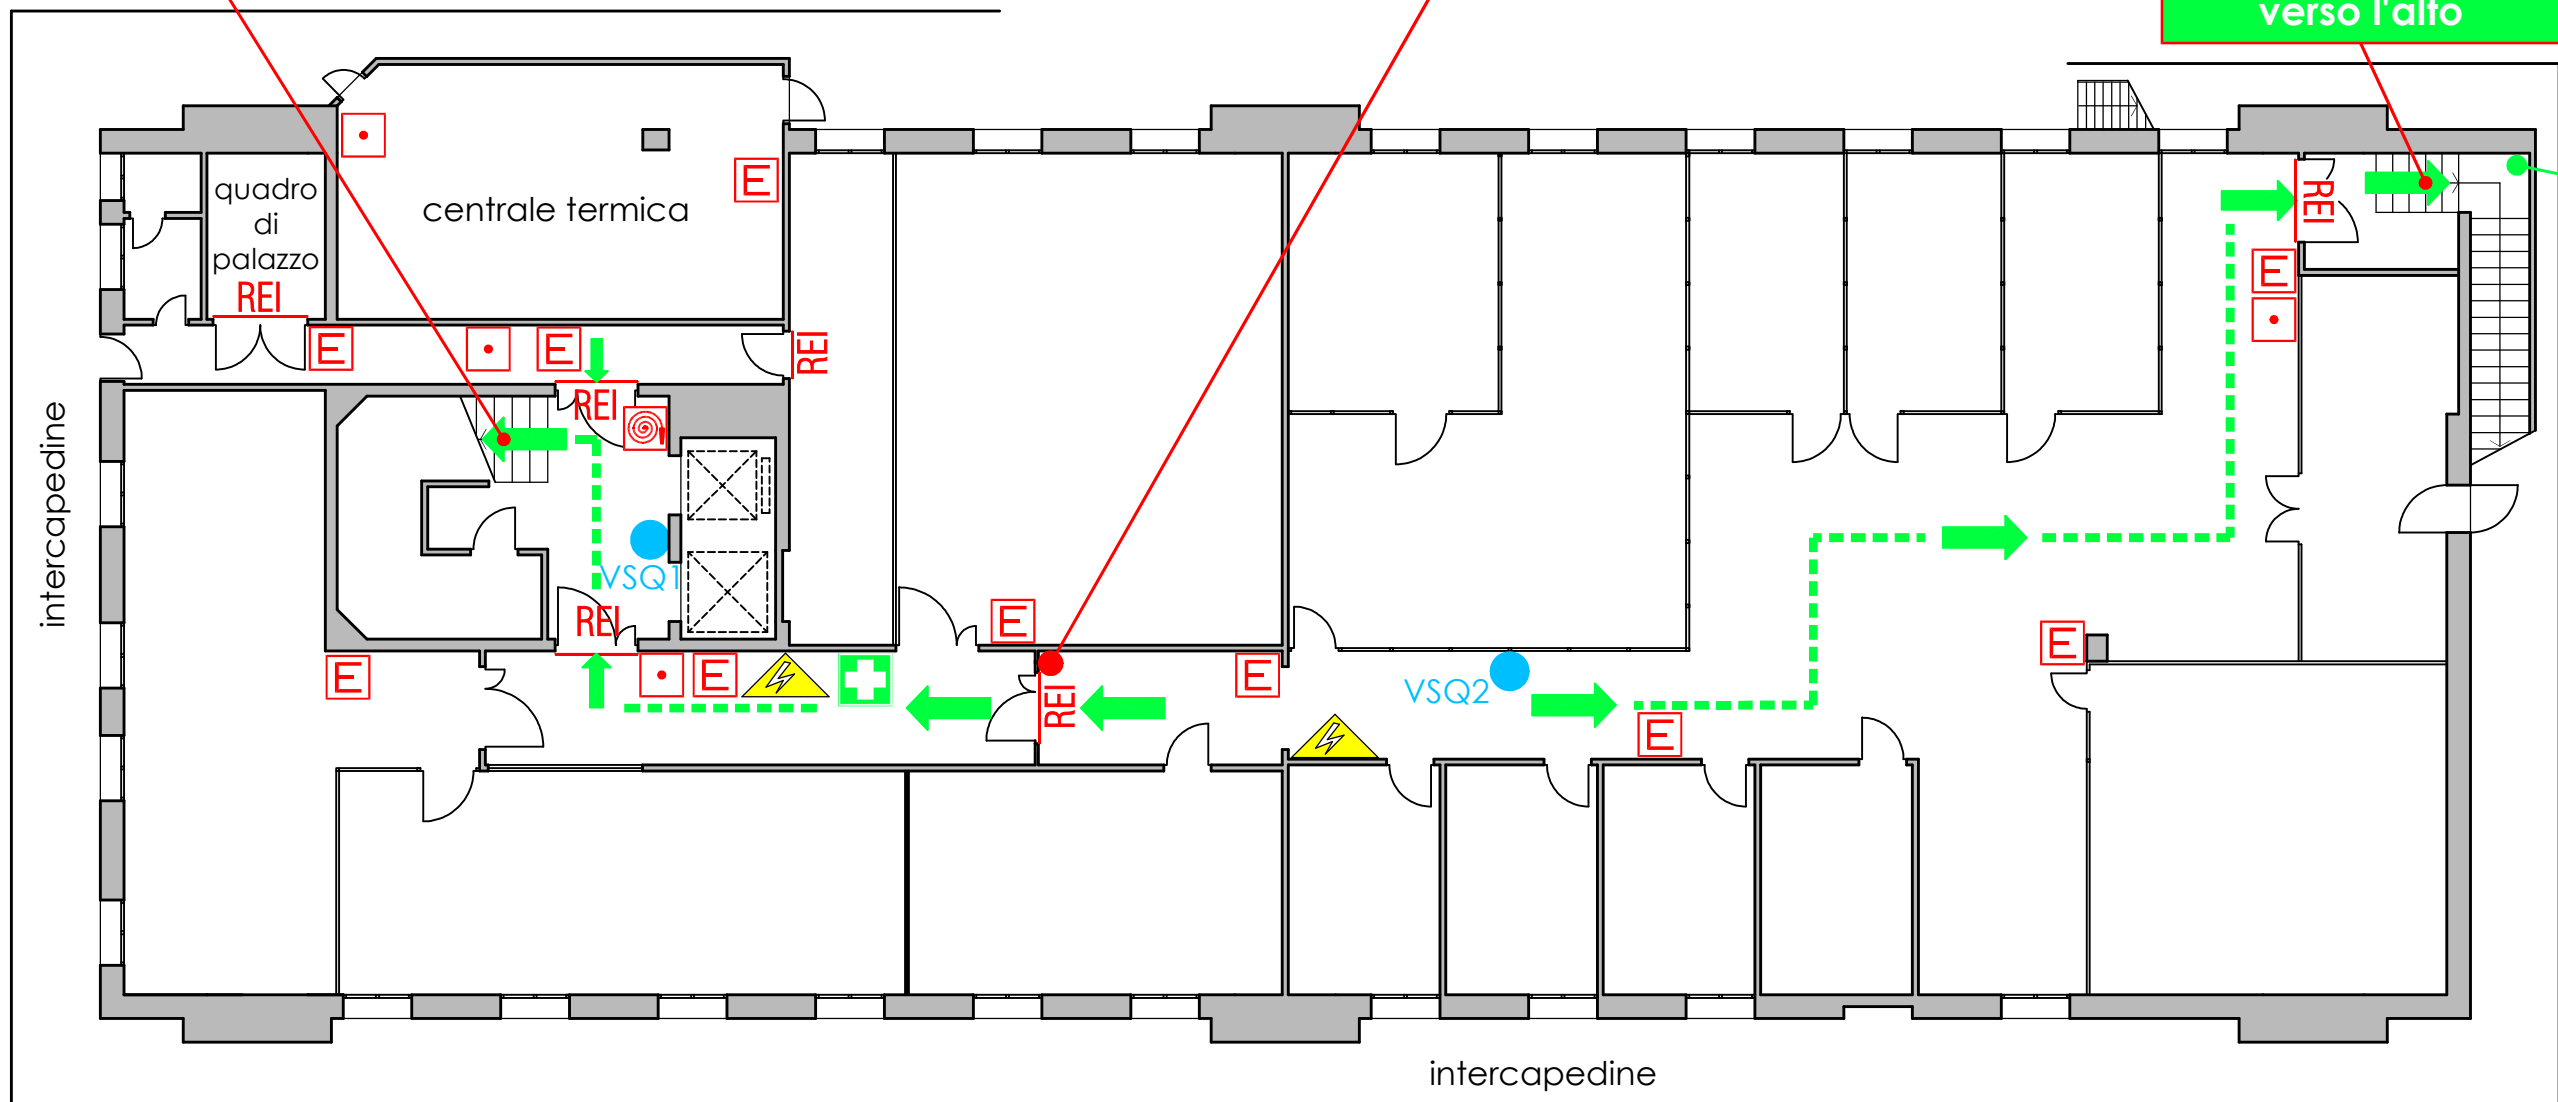 verso l'alto
E
centrale termica
quadro
di
palazzo
REI
REI
E
E
E
REI
REI
intercapedine
VSQ1
REI
E
E
E
E
REI
VSQ2
E
E
intercapedine